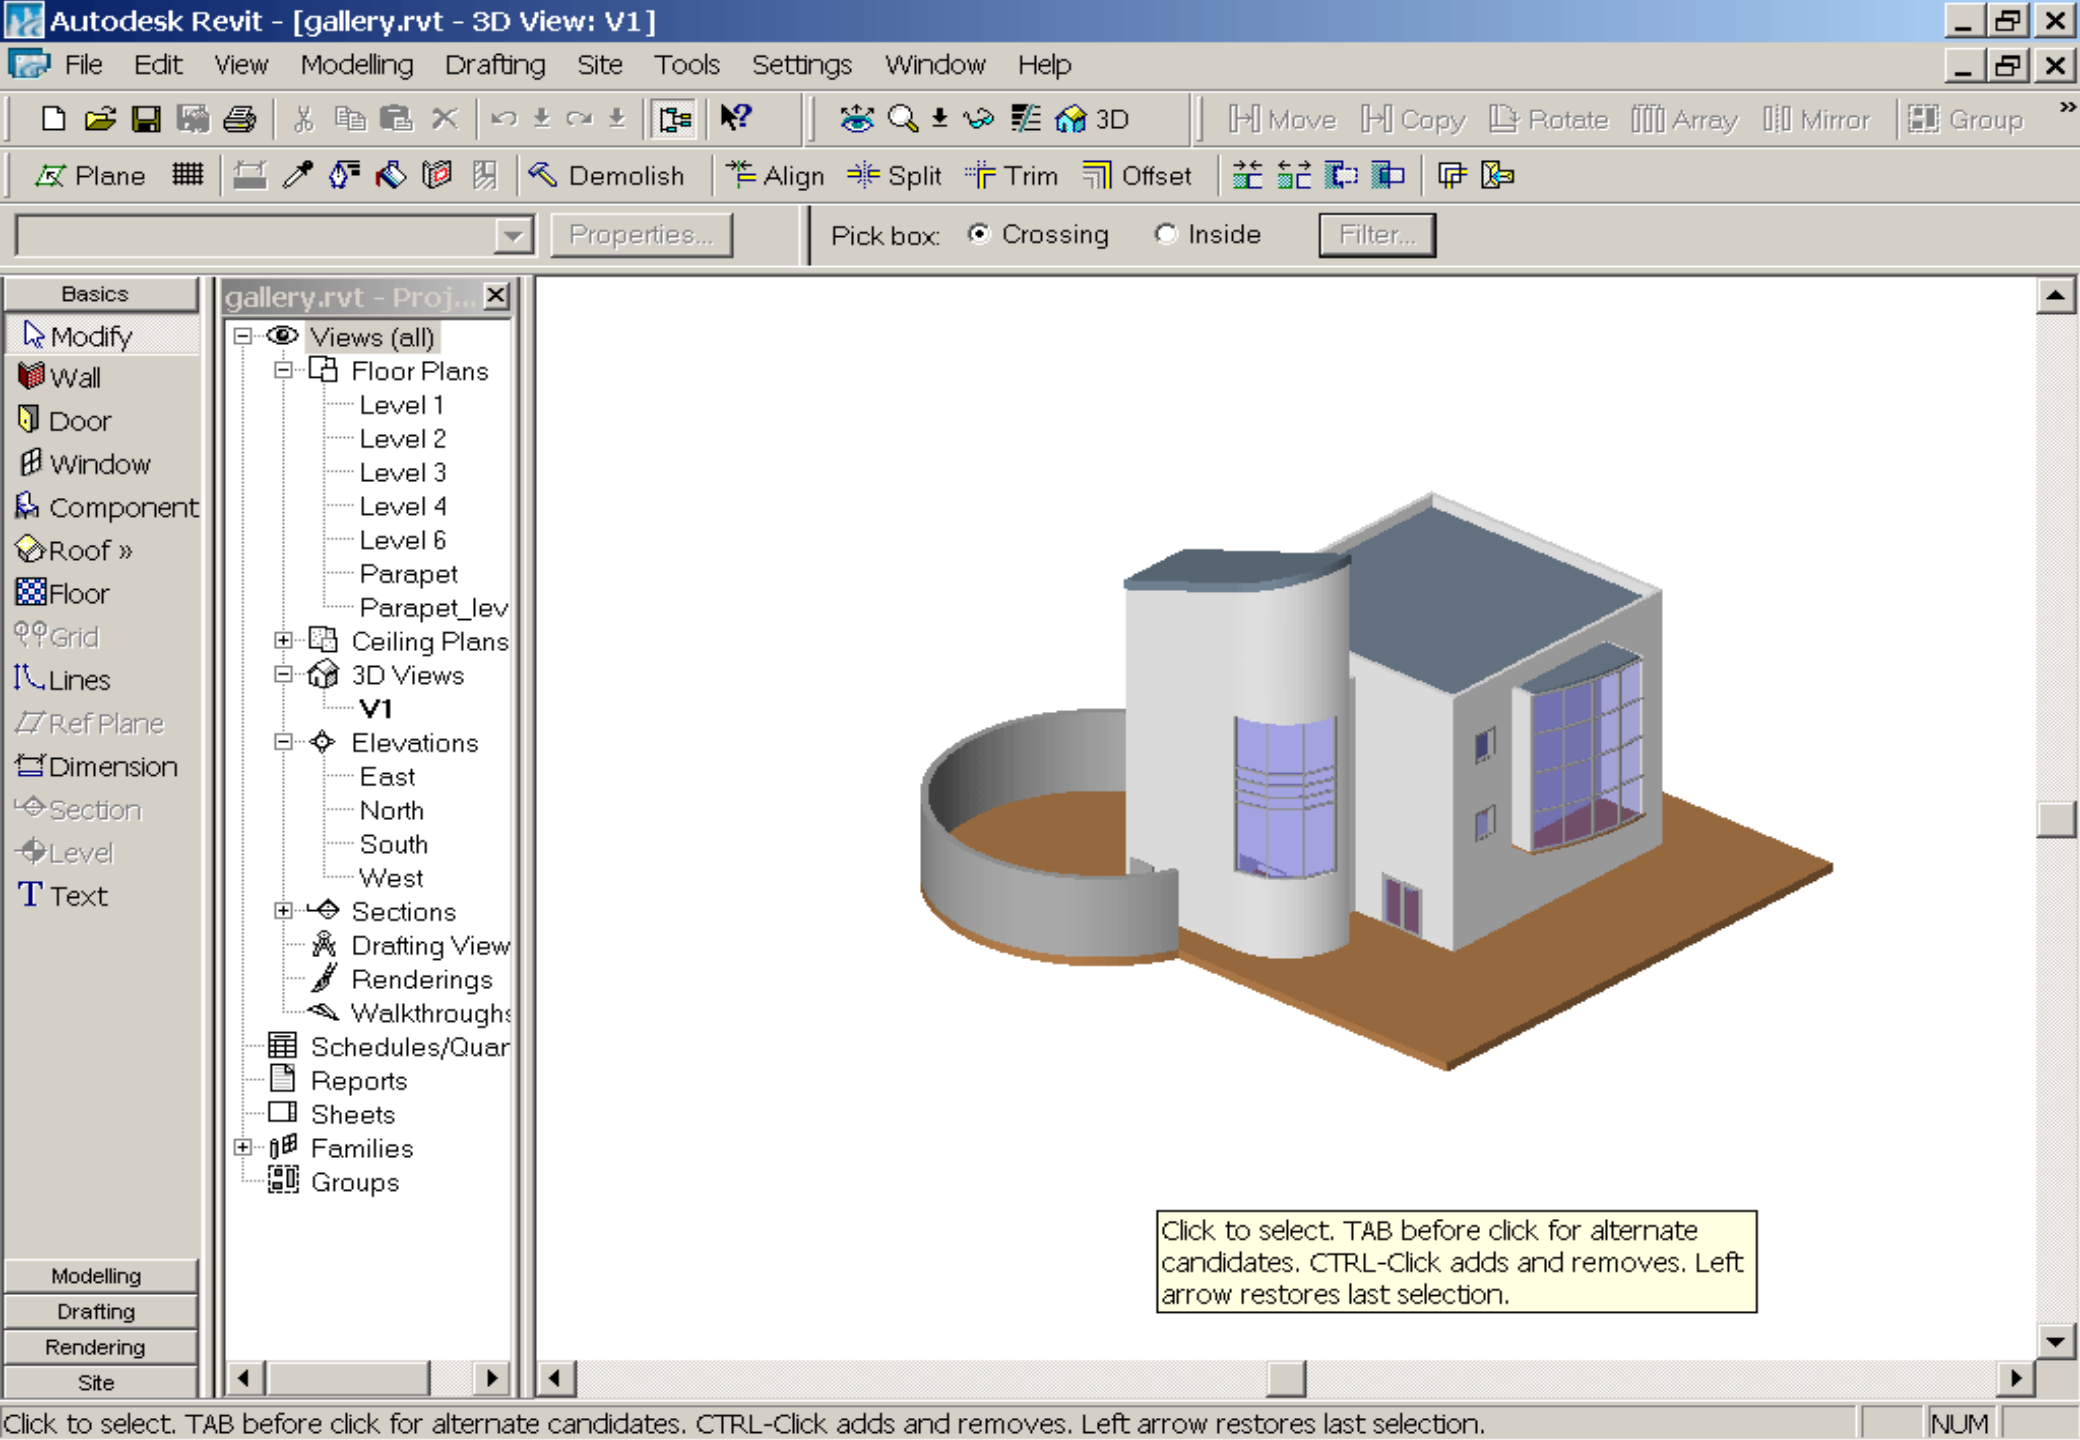 Autodesk Revit - [gallery.rvt - 3D View: V1]
File Edit View Modelling Drafting Site Tools Settings Window Help
3D Move Copy Rotate Array Mirror Group »
Plane Demolish Align Split Trim Offset
Properties... Pick box: Crossing Inside Filter...
Basics
Modify
Wall
Door
Window
Component
Roof »
Floor
Grid
Lines
Ref Plane
Dimension
Section
Level
T Text
Modelling
Drafting
Rendering
Site
gallery.rvt - Proj...
Views (all)
Floor Plans
Level 1
Level 2
Level 3
Level 4
Level 6
Parapet
Parapet_lev
Ceiling Plans
3D Views
V1
Elevations
East
North
South
West
Sections
Drafting View
Renderings
Walkthroughs
Schedules/Quar
Reports
Sheets
Families
Groups
Click to select. TAB before click for alternate
candidates. CTRL-Click adds and removes. Left
arrow restores last selection.
Click to select. TAB before click for alternate candidates. CTRL-Click adds and removes. Left arrow restores last selection. NUM